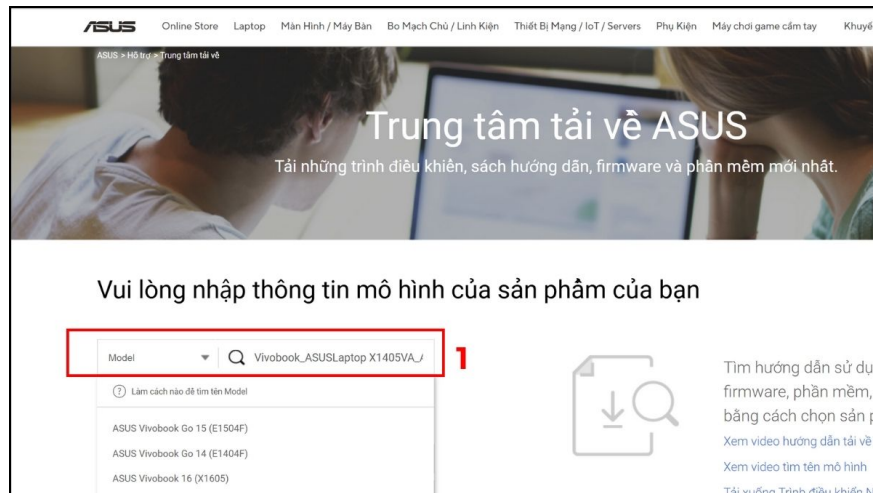 ASUS Online Store Laptop Màn Hình / Máy Bàn Bo Mạch Chủ / Linh Kiện Thiết Bị Mạng / IoT / Servers Phụ Kiện Máy chơi game cầm tay
ASUS > Hỗ trợ > Trung tâm tải về
Trung tâm tải về ASUS
Tải những trình điều khiển, sách hướng dẫn, firmware và phần mềm mới nhất.
Vui lòng nhập thông tin mô hình của sản phẩm của bạn
Model Vivobook_ASUSLaptop X1405VA_
1
? Làm cách nào để tìm tên Model
ASUS Vivobook Go 15 (E1504F)
ASUS Vivobook Go 14 (E1404F)
ASUS Vivobook 16 (X1605)
Tìm hướng dẫn sử
firmware, phần mềm,
bằng cách chọn sản
Xem video hướng dẫn tải về
Xem video tìm tên mô hình
Tải xuống Trình điều khiển